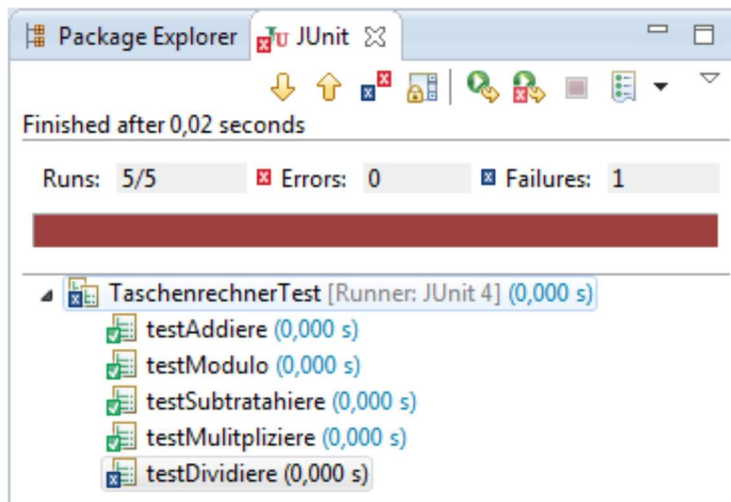 Package Explorer JUnit
Finished after 0,02 seconds
Runs: 5/5 Errors: 0 Failures: 1
TaschenrechnerTest [Runner: JUnit 4] (0,000 s)
testAddiere (0,000 s)
testModulo (0,000 s)
testSubtratahiere (0,000 s)
testMulitpliziere (0,000 s)
testDividiere (0,000 s)